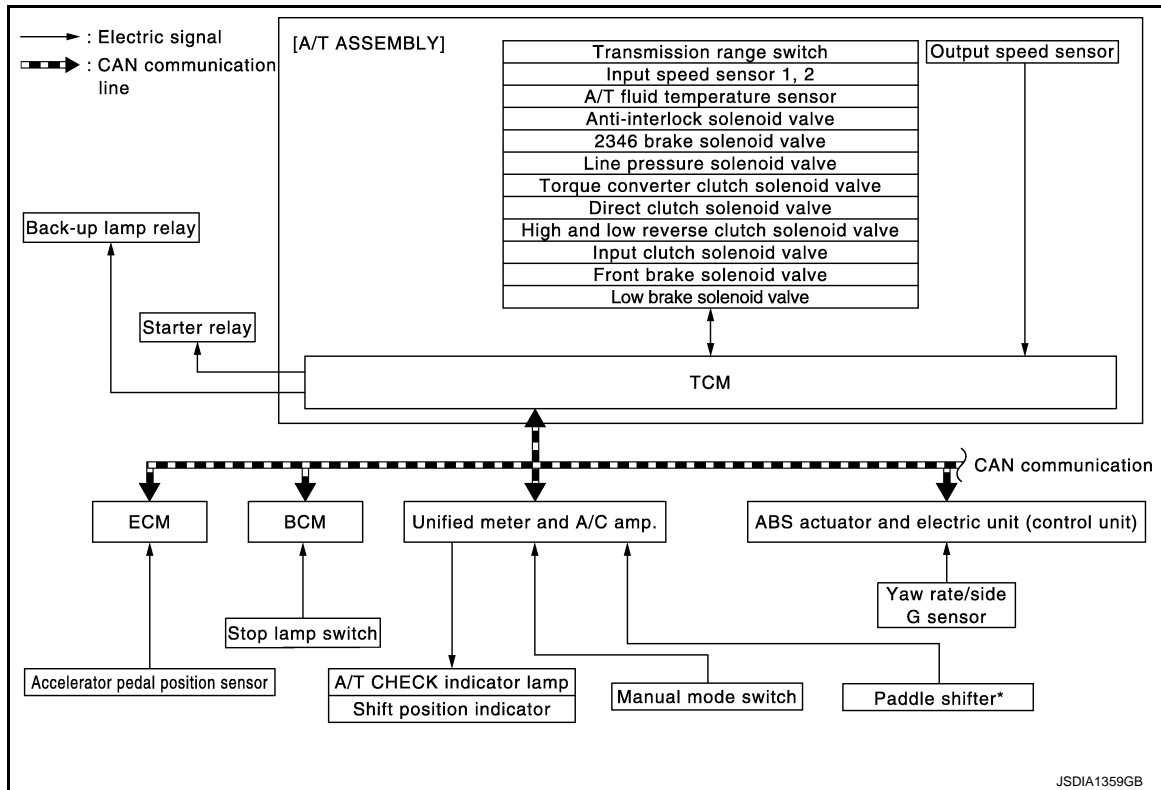 : Electric signal
: CAN communication
line
[A/T ASSEMBLY]
Transmission range switch
Input speed sensor 1, 2
A/T fluid temperature sensor
Anti-interlock solenoid valve
2346 brake solenoid valve
Line pressure solenoid valve
Torque converter clutch solenoid valve
Direct clutch solenoid valve
High and low reverse clutch solenoid valve
Input clutch solenoid valve
Front brake solenoid valve
Low brake solenoid valve
Output speed sensor
Back-up lamp relay
Starter relay
TCM
CAN communication
ECM
BCM
Unified meter and A/C amp.
ABS actuator and electric unit (control unit)
Yaw rate/side
G sensor
Stop lamp switch
Accelerator pedal position sensor
A/T CHECK indicator lamp
Shift position indicator
Manual mode switch
Paddle shifter*
JSDIA1359GB